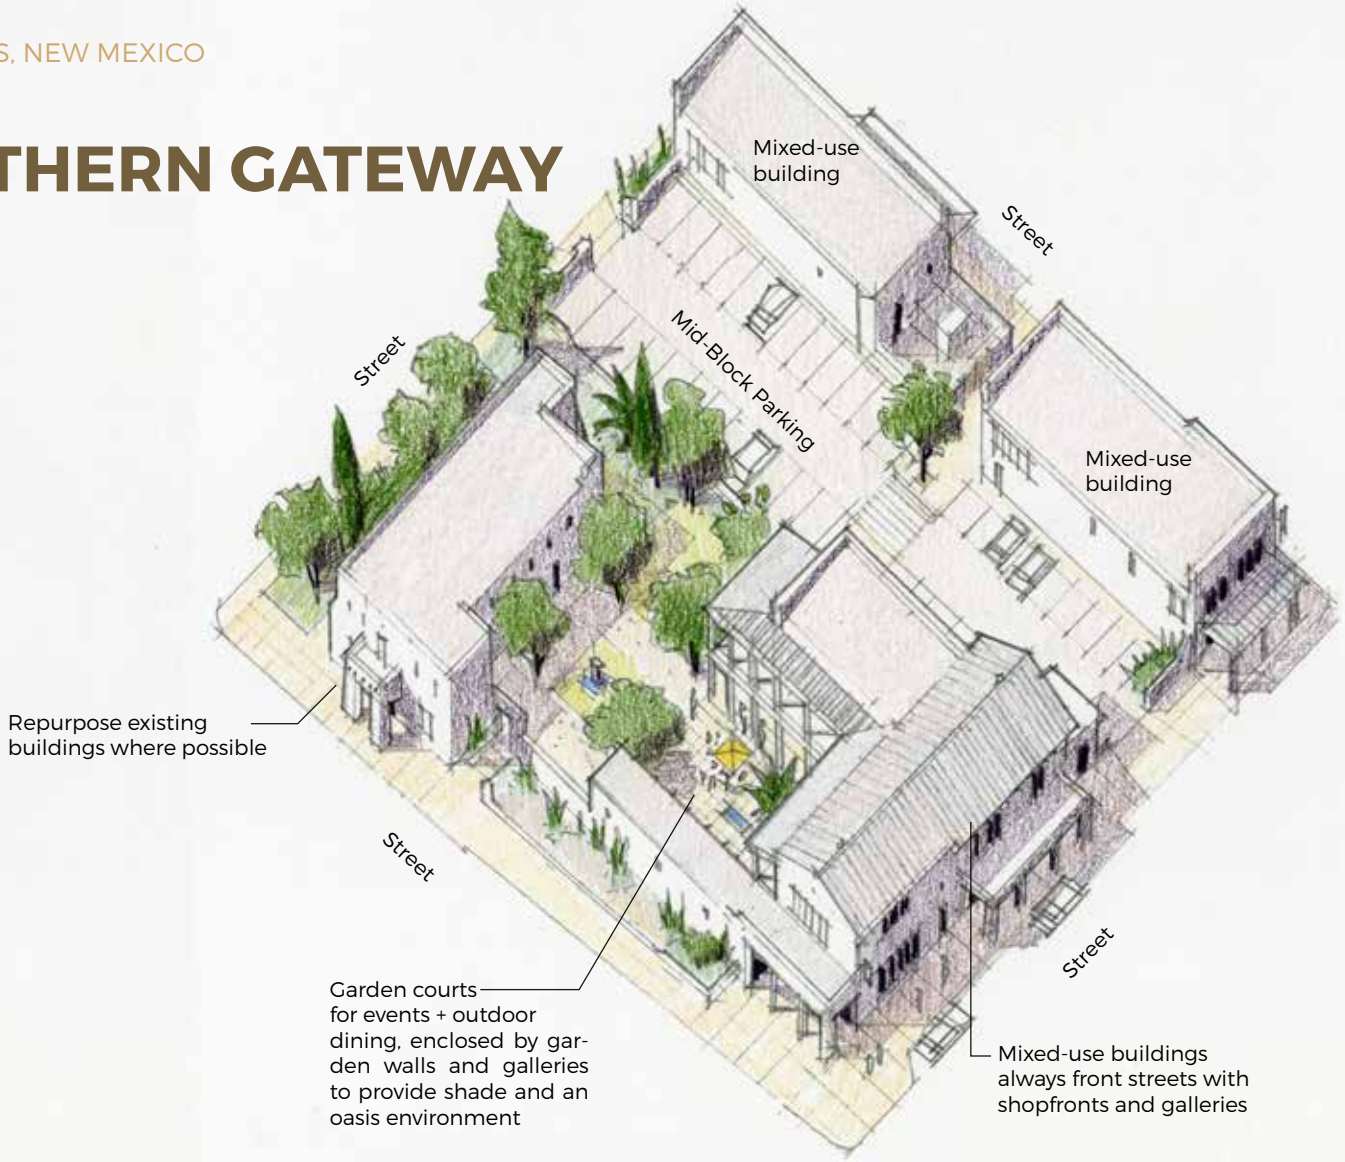 S, NEW MEXICO
THERN GATEWAY
Mixed-use
building
Street
Mid-Block Parking
Street
Mixed-use
building
Repurpose existing
buildings where possible
Street
Garden courts
for events + outdoor
dining, enclosed by gar-
den walls and galleries
to provide shade and an
oasis environment
Street
Mixed-use buildings
always front streets with
shopfronts and galleries